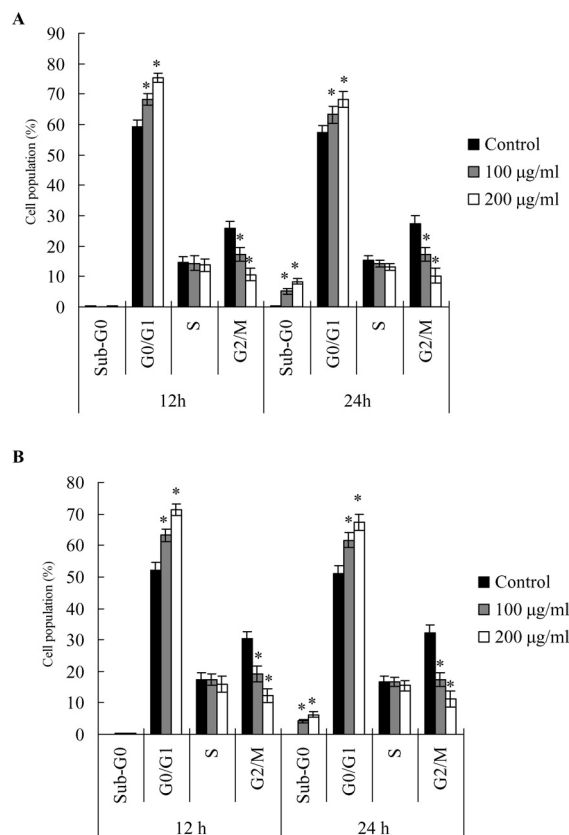 A
90
80
70
60
50
40
30
20
10
0
Cell population (%)
* * * * * * * * * *
Control
100 μg/ml
200 μg/ml
Sub-G0 G0/G1 S G2/M Sub-G0 G0/G1 S G2/M
12h 24h
B
80
70
60
50
40
30
20
10
0
Cell population (%)
* * * * * * * * * *
Control
100 μg/ml
200 μg/ml
Sub-G0 G0/G1 S G2/M Sub-G0 G0/G1 S G2/M
12 h 24 h